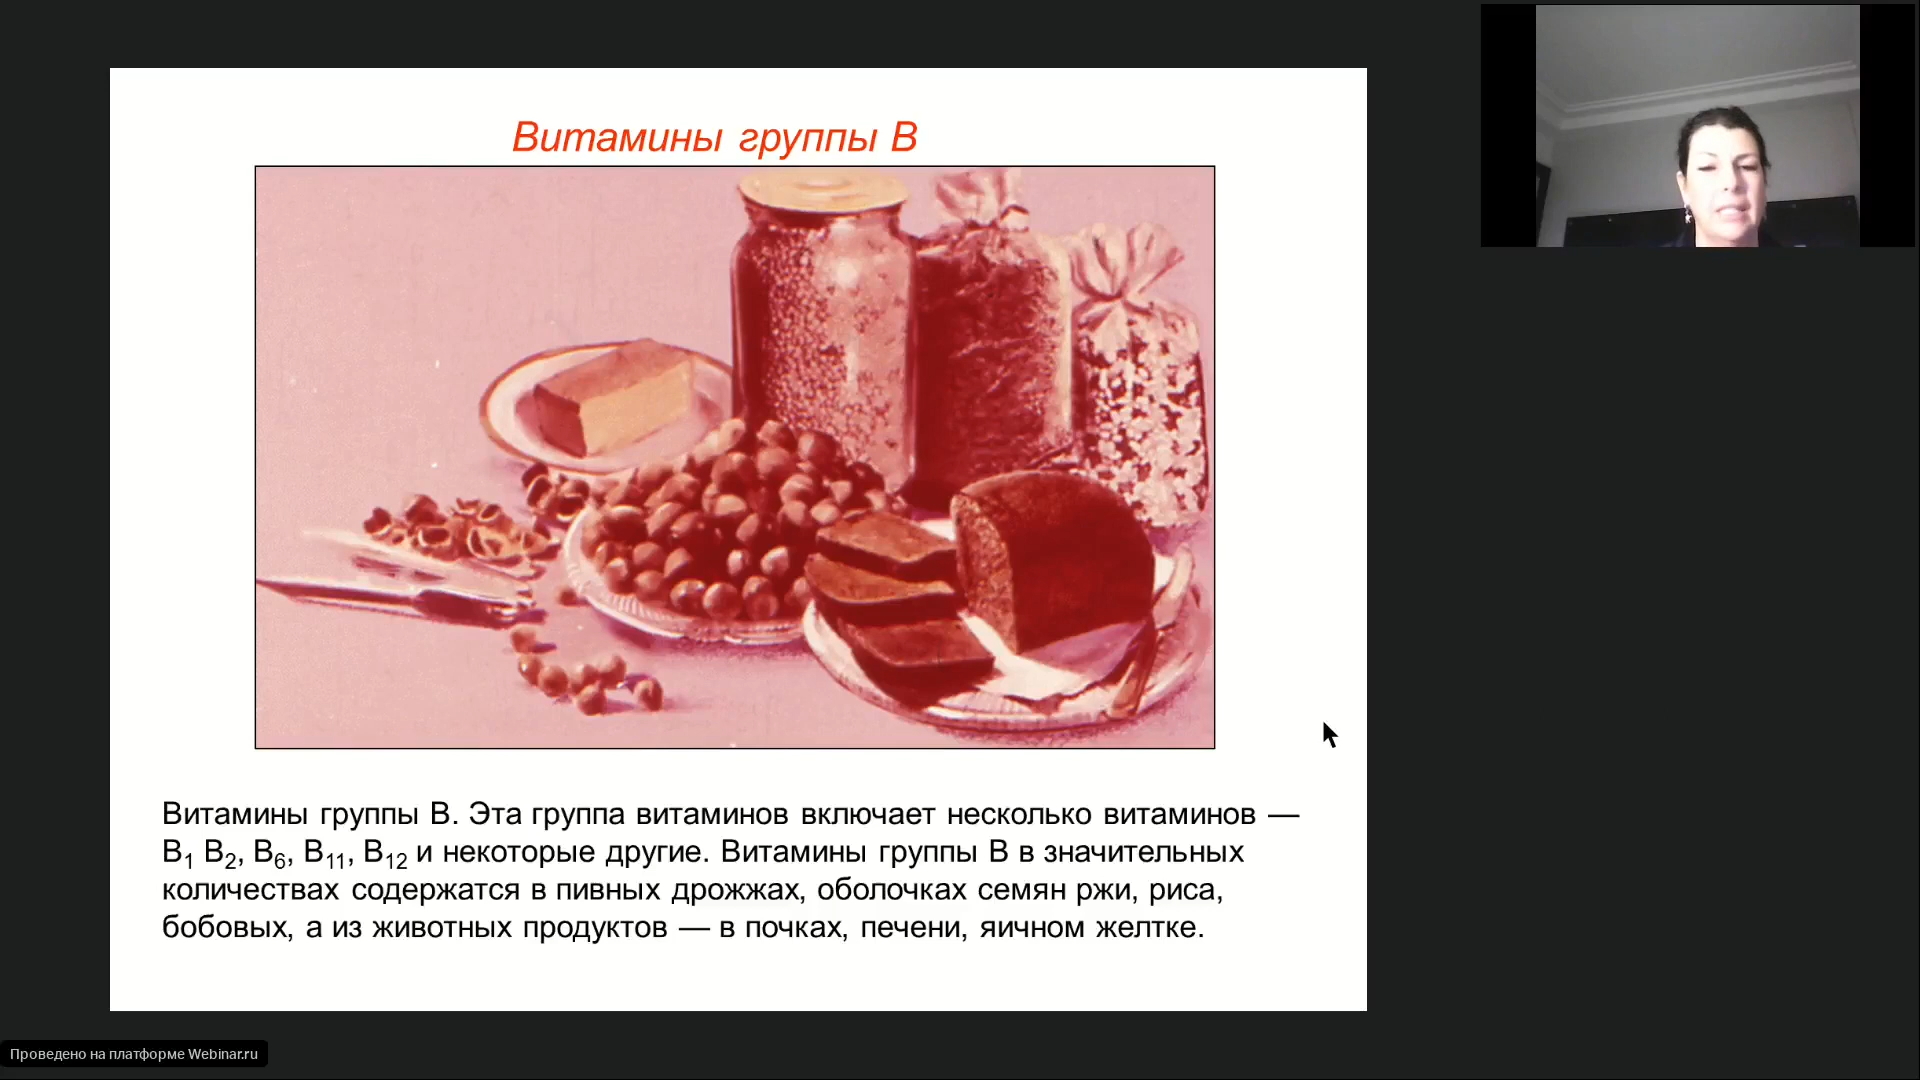 Витамины группы В
Витамины группы В. Эта группа витаминов включает несколько витаминов —
В₁ В₂, В₆, В₁₁, В₁₂ и некоторые другие. Витамины группы В в значительных
количествах содержатся в пивных дрожжах, оболочках семян ржи, риса,
бобовых, а из животных продуктов — в почках, печени, яичном желтке.
Проведено на платформе Webinar.ru